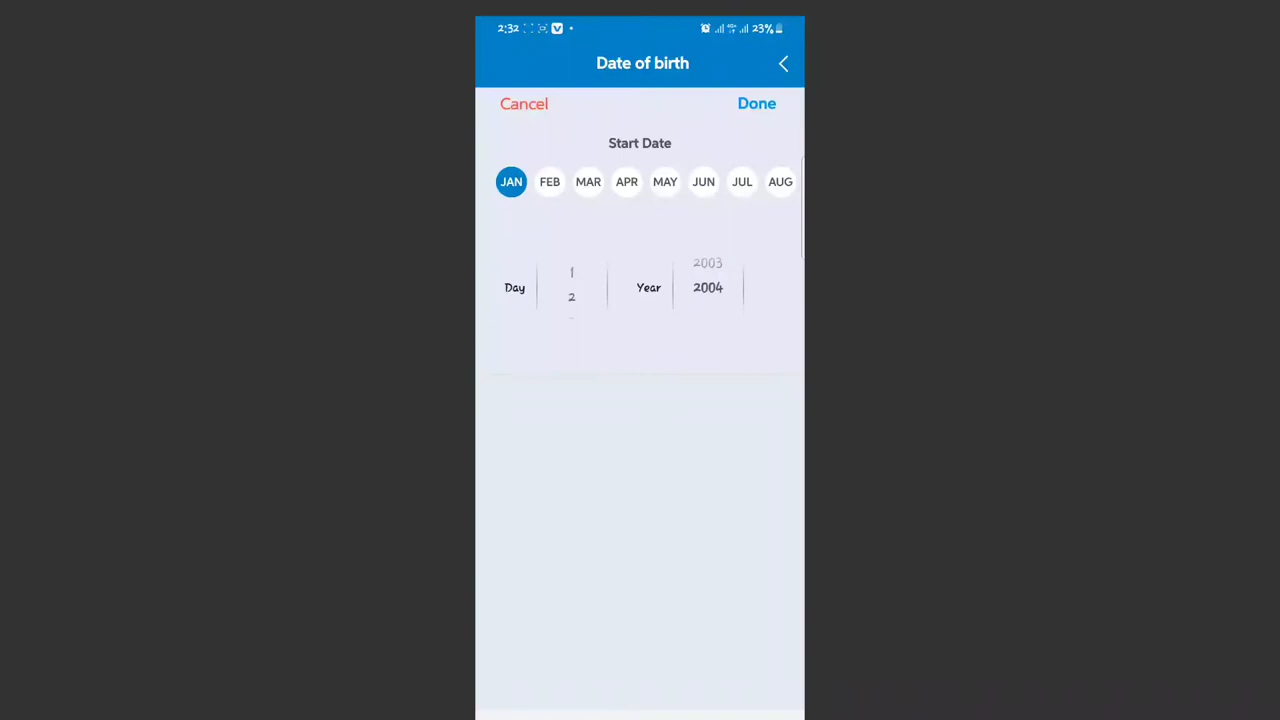 2:32 V 4G+ 23%
Date of birth
Cancel Done
Start Date
JAN FEB MAR APR MAY JUN JUL AUG
2003
1
Day Year 2004
2